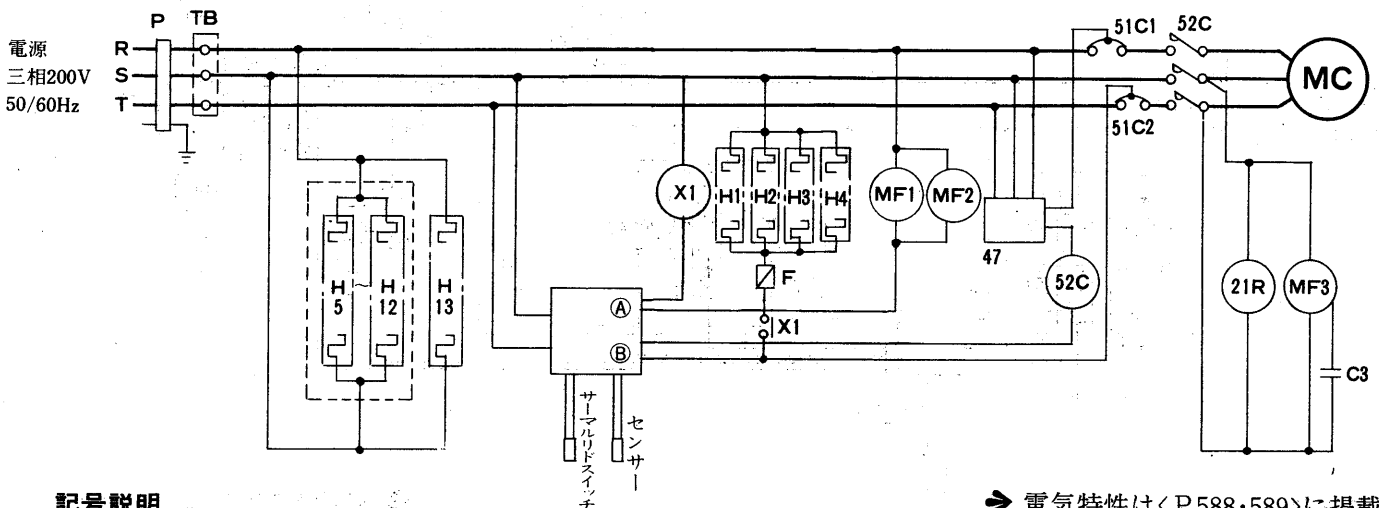 P TB
電源 R
三相200V S
50/60Hz T
51C1 52C
MC
51C2
X1
H1 H2 H3 H4
MF1 MF2
47
52C
F
X1
H5 ~ H12 H13
Ⓐ
Ⓑ
21R MF3
C3
サーマルリードスイッチ
センサー
記号説明
➔ 電気特性は〈P.588・589〉に掲載